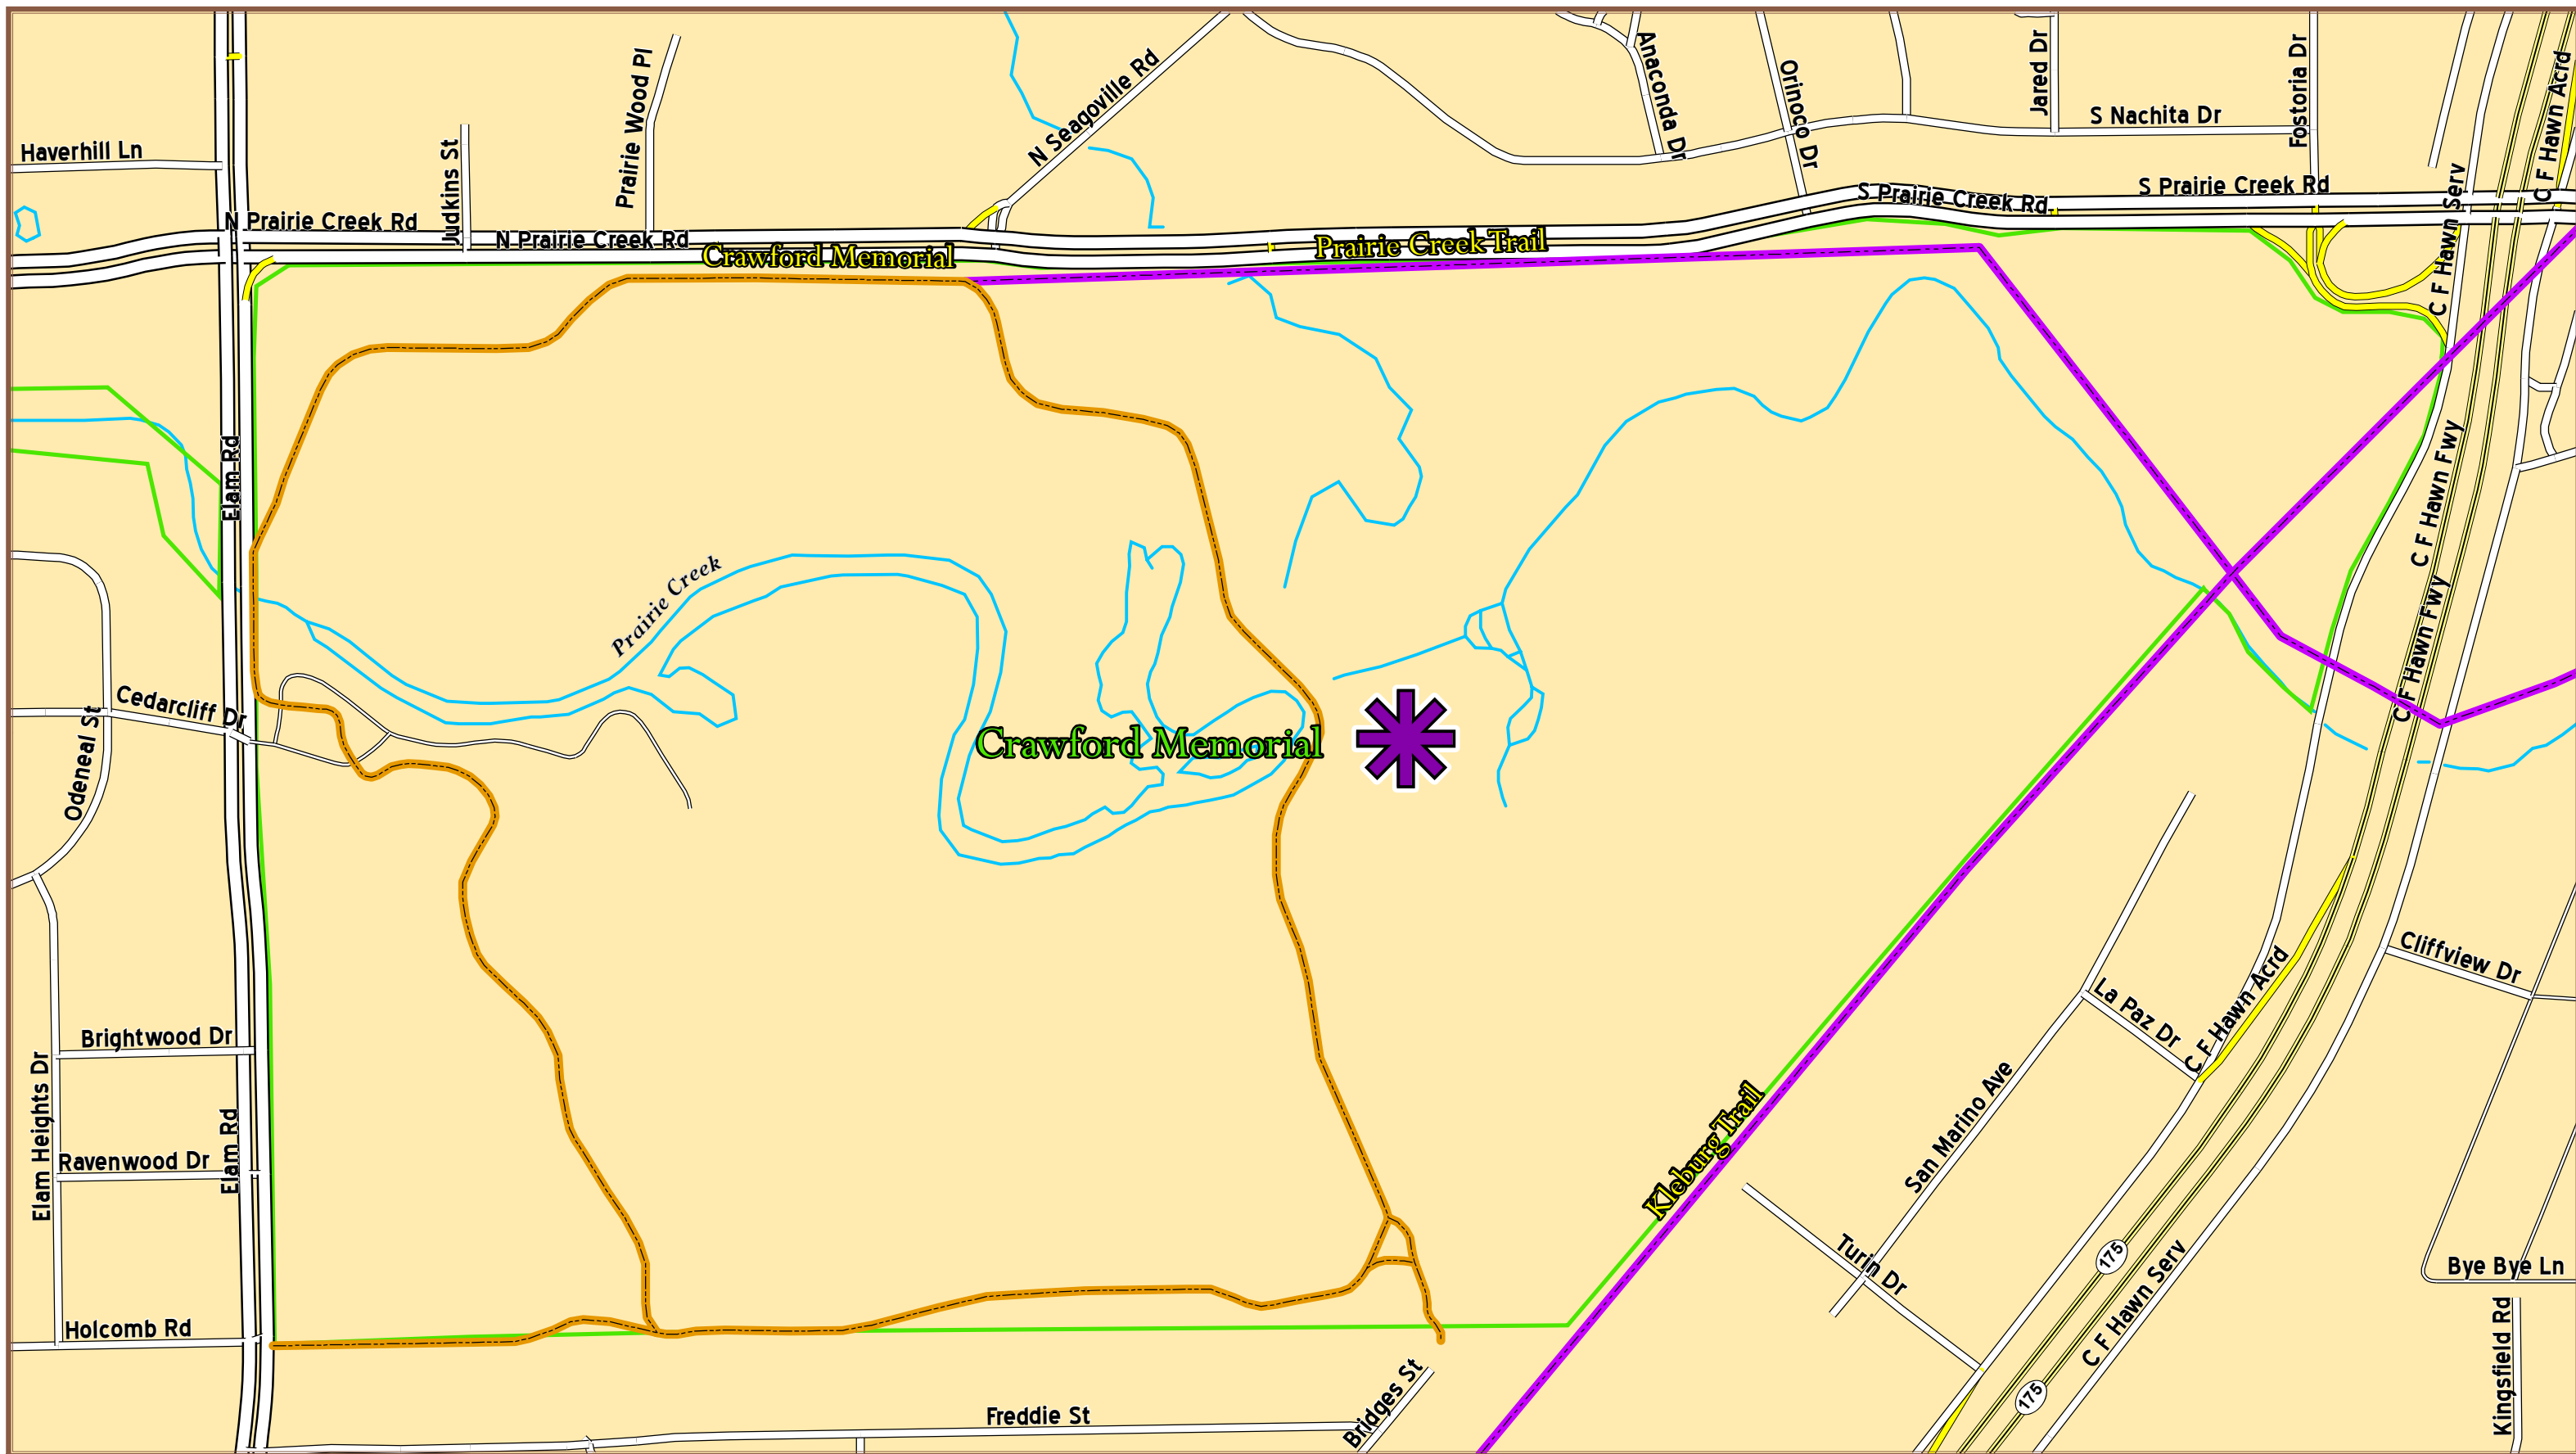 Anaconda Dr
Orinoco Dr
Jared Dr
Fostoria Dr
C F Hawn Acrd
Prairie Wood Pl
N Seagoville Rd
S Nachita Dr
Haverhill Ln
Judkins St
S Prairie Creek Rd
S Prairie Creek Rd
N Prairie Creek Rd
N Prairie Creek Rd
Crawford Memorial
Prairie Creek Trail
C F Hawn Serv
Elam Rd
C F Hawn Fwy
Prairie Creek
C F Hawn Fwy
Cedarcliff Dr
Odeneal St
Crawford Memorial
Cliffview Dr
C F Hawn Acrd
La Paz Dr
Brightwood Dr
Elam Heights Dr
San Marino Ave
Kleburg Trail
Ravenwood Dr
Elam Rd
Turin Dr
175
C F Hawn Serv
Bye Bye Ln
Holcomb Rd
Kingsfield Rd
175
Bridges St
Freddie St